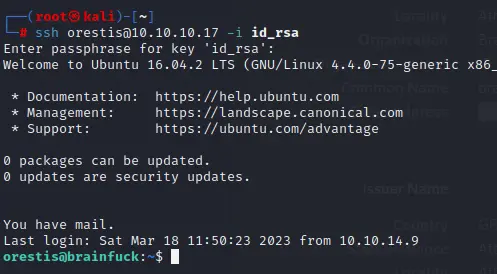 ┌──(root㉿kali)-[~]
└─# ssh orestis@10.10.10.17 -i id_rsa
Enter passphrase for key 'id_rsa':
Welcome to Ubuntu 16.04.2 LTS (GNU/Linux 4.4.0-75-generic x86_
* Documentation: https://help.ubuntu.com
* Management: https://landscape.canonical.com
* Support: https://ubuntu.com/advantage
0 packages can be updated.
0 updates are security updates.
Issuer Name
You have mail.
Last login: Sat Mar 18 11:50:23 2023 from 10.10.14.9
orestis@brainfuck:~$